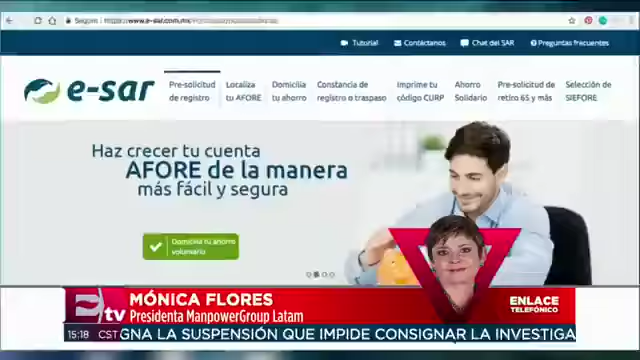 Seguro
https://www.e-sar.com.mx
Tutorial
Contáctanos
Chat del SAR
Preguntas frecuentes
e-sar
Pre-solicitud
de registro
Localiza
tu AFORE
Domicilia
tu ahorro
Constancia de
registro o traspaso
Imprime tu
código CURP
Ahorro
Solidario
Pre-solicitud de
retiro 65 y más
Selección de
SIEFORE
Haz crecer tu cuenta
AFORE de la manera
más fácil y segura
Domicilia tu ahorro
voluntario
tv
MÓNICA FLORES
Presidenta ManpowerGroup Latam
ENLACE
TELEFÓNICO
15:18 CST
GNA LA SUSPENSIÓN QUE IMPIDE CONSIGNAR LA INVESTIGA